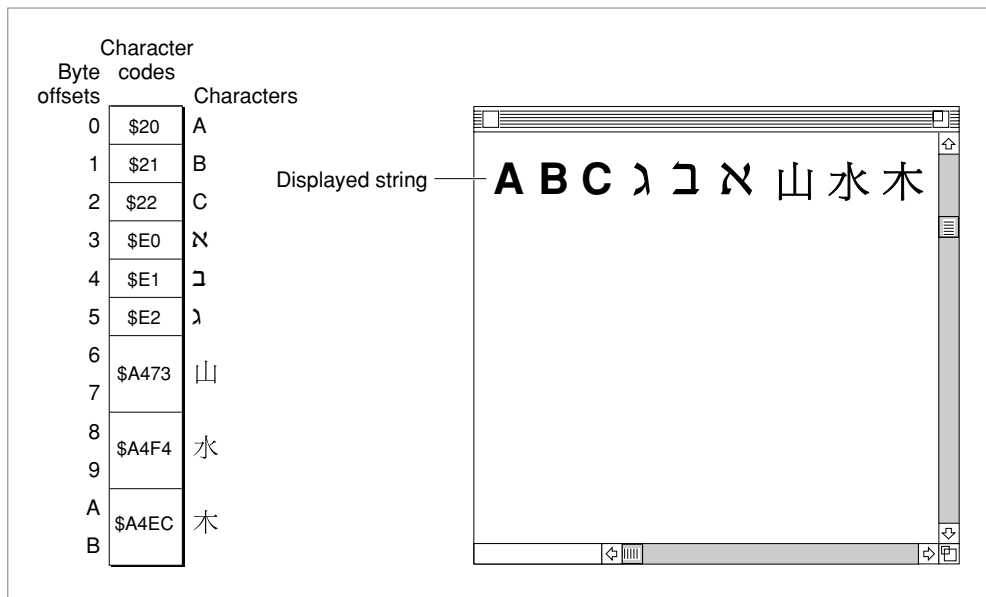 Character
Byte codes
offsets Characters
0 $20 A
1 $21 B
2 $22 C
3 $E0 א
4 $E1 ב
5 $E2 ג
6
$A473 山
7
8
$A4F4 水
9
A
$A4EC 木
B
Displayed string
A B C א ב ג 山 水 木